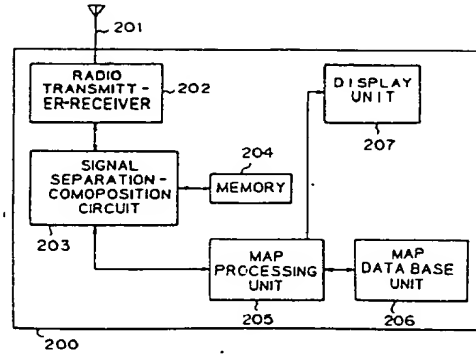 201
RADIO
TRANSMITT -
ER-RECEIVER
202
DISPLAY
UNIT
207
SIGNAL
SEPARATION -
COMOPOSITION
CIRCUIT
203
204
MEMORY
MAP
PROCESSING
UNIT
205
MAP
DATA BASE
UNIT
206
200